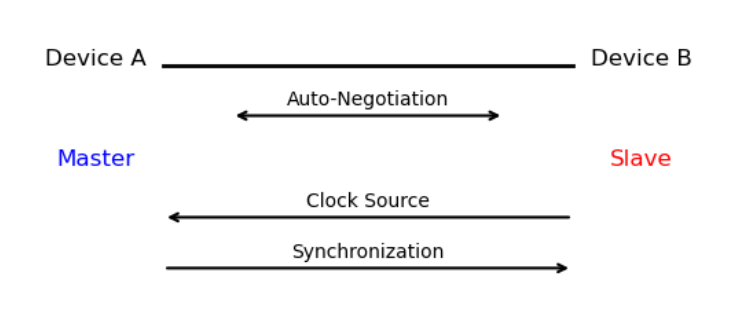 Device A
Device B
Auto-Negotiation
Master
Slave
Clock Source
Synchronization